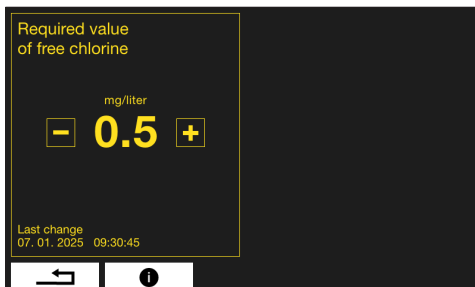 Required value
of free chlorine
mg/liter
− 0.5 +
Last change
07. 01. 2025 09:30:45
i